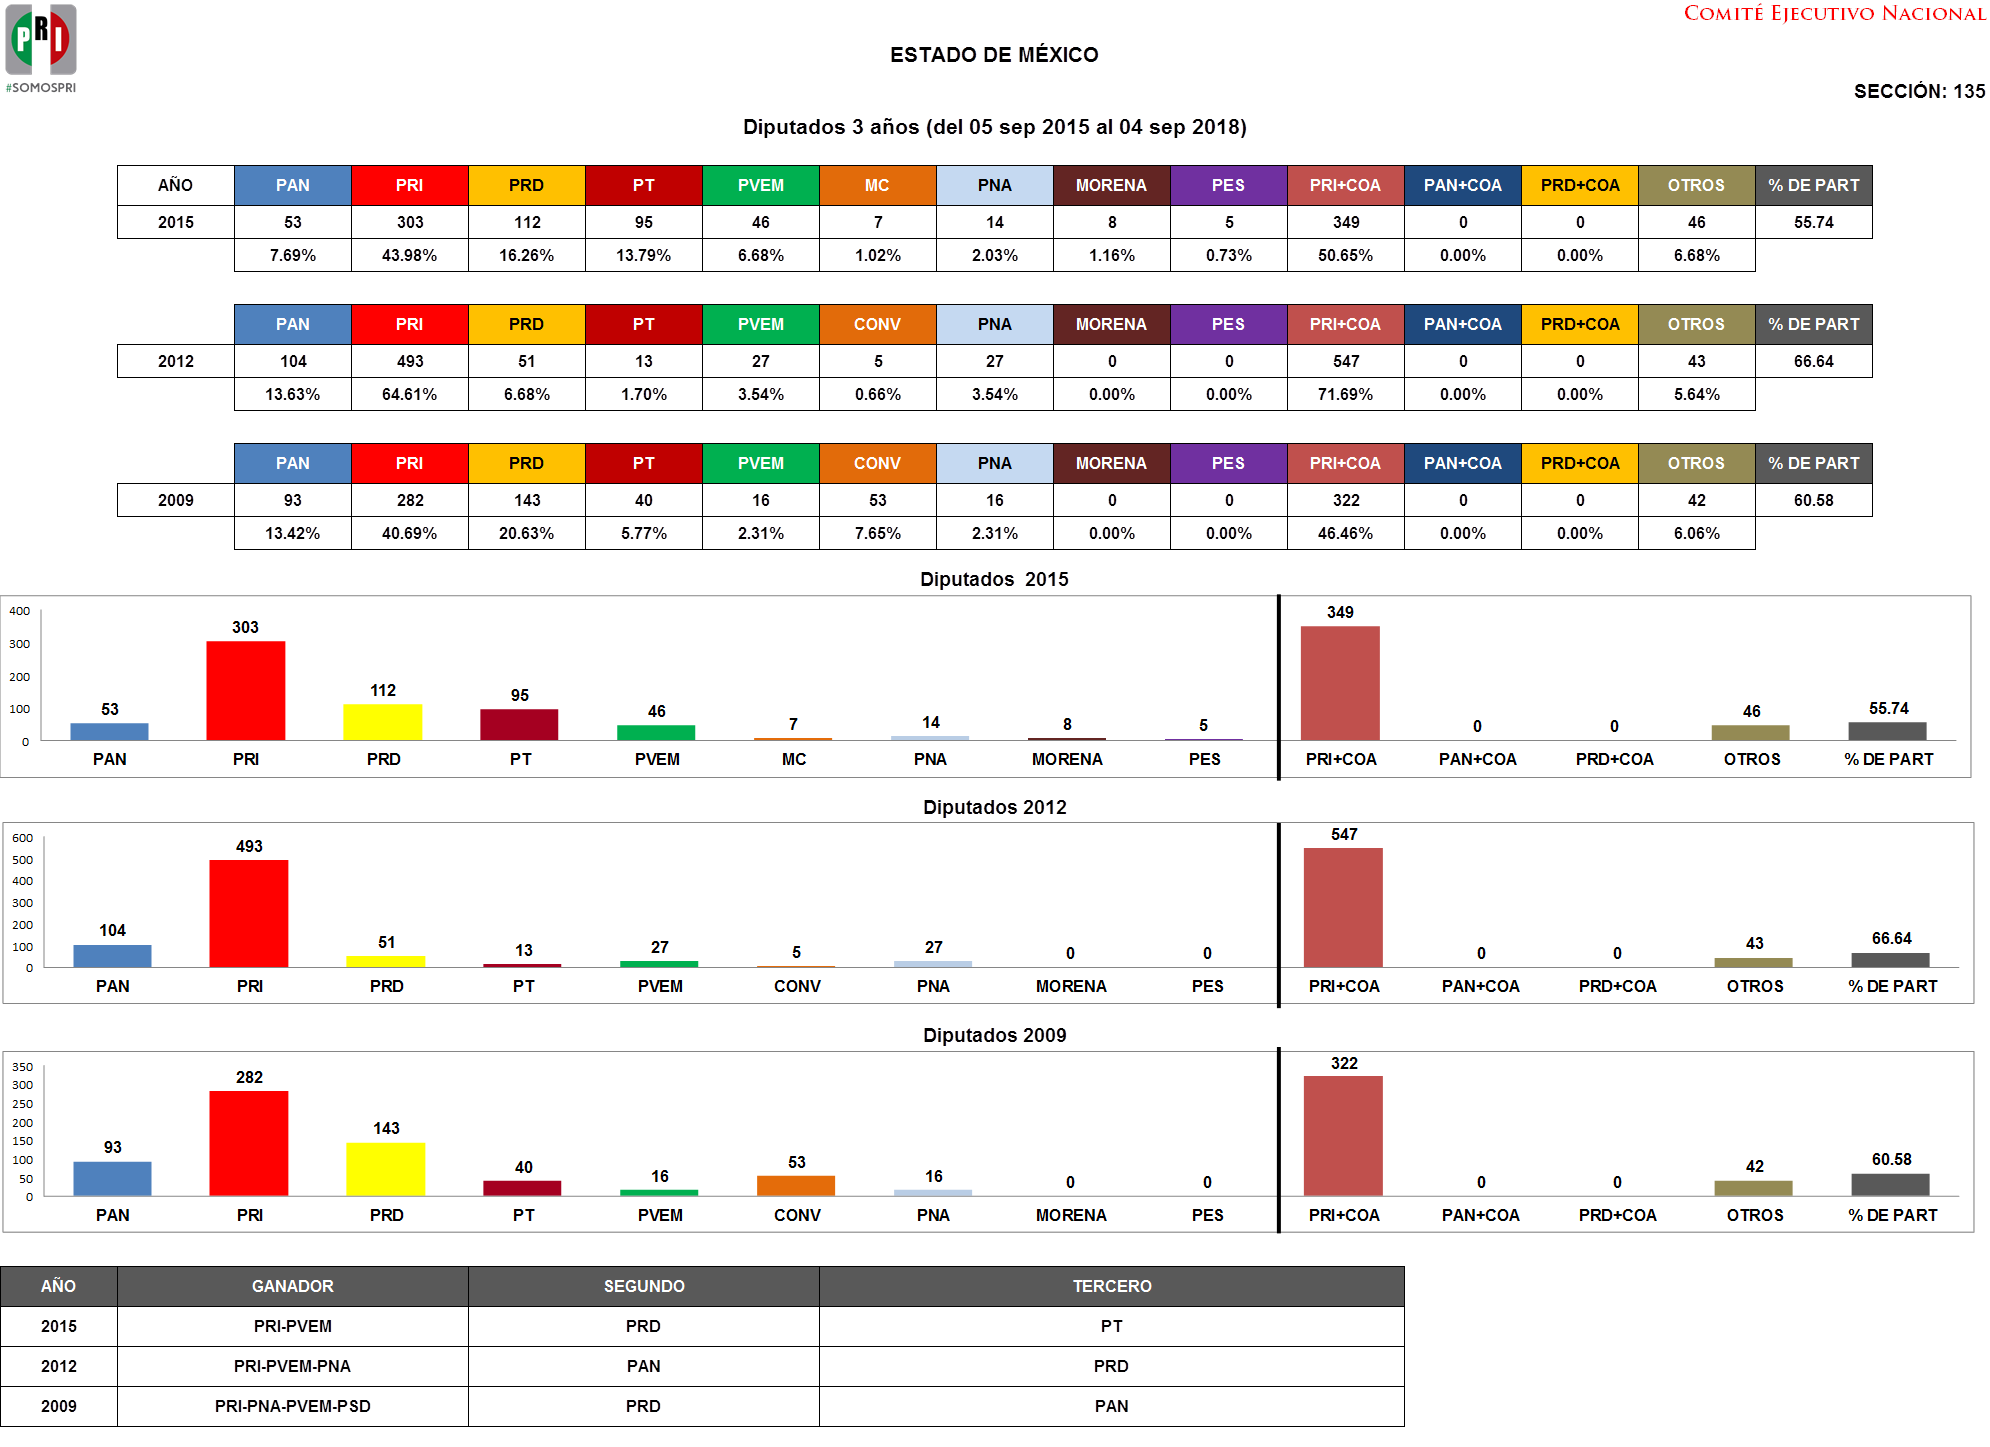 PRI
#SOMOSPRI
COMITÉ EJECUTIVO NACIONAL
ESTADO DE MÉXICO
SECCIÓN: 135
Diputados 3 años (del 05 sep 2015 al 04 sep 2018)
AÑO PAN PRI PRD PT PVEM MC PNA MORENA PES PRI+COA PAN+COA PRD+COA OTROS % DE PART
2015 53 303 112 95 46 7 14 8 5 349 0 0 46 55.74
7.69% 43.98% 16.26% 13.79% 6.68% 1.02% 2.03% 1.16% 0.73% 50.65% 0.00% 0.00% 6.68%
PAN PRI PRD PT PVEM CONV PNA MORENA PES PRI+COA PAN+COA PRD+COA OTROS % DE PART
2012 104 493 51 13 27 5 27 0 0 547 0 0 43 66.64
13.63% 64.61% 6.68% 1.70% 3.54% 0.66% 3.54% 0.00% 0.00% 71.69% 0.00% 0.00% 5.64%
PAN PRI PRD PT PVEM CONV PNA MORENA PES PRI+COA PAN+COA PRD+COA OTROS % DE PART
2009 93 282 143 40 16 53 16 0 0 322 0 0 42 60.58
13.42% 40.69% 20.63% 5.77% 2.31% 7.65% 2.31% 0.00% 0.00% 46.46% 0.00% 0.00% 6.06%
Diputados 2015
400
300
200
100
0
53 303 112 95 46 7 14 8 5 349 0 0 46 55.74
PAN PRI PRD PT PVEM MC PNA MORENA PES PRI+COA PAN+COA PRD+COA OTROS % DE PART
Diputados 2012
600
500
400
300
200
100
0
104 493 51 13 27 5 27 0 0 547 0 0 43 66.64
PAN PRI PRD PT PVEM CONV PNA MORENA PES PRI+COA PAN+COA PRD+COA OTROS % DE PART
Diputados 2009
350
300
250
200
150
100
50
0
93 282 143 40 16 53 16 0 0 322 0 0 42 60.58
PAN PRI PRD PT PVEM CONV PNA MORENA PES PRI+COA PAN+COA PRD+COA OTROS % DE PART
AÑO GANADOR SEGUNDO TERCERO
2015 PRI-PVEM PRD PT
2012 PRI-PVEM-PNA PAN PRD
2009 PRI-PNA-PVEM-PSD PRD PAN